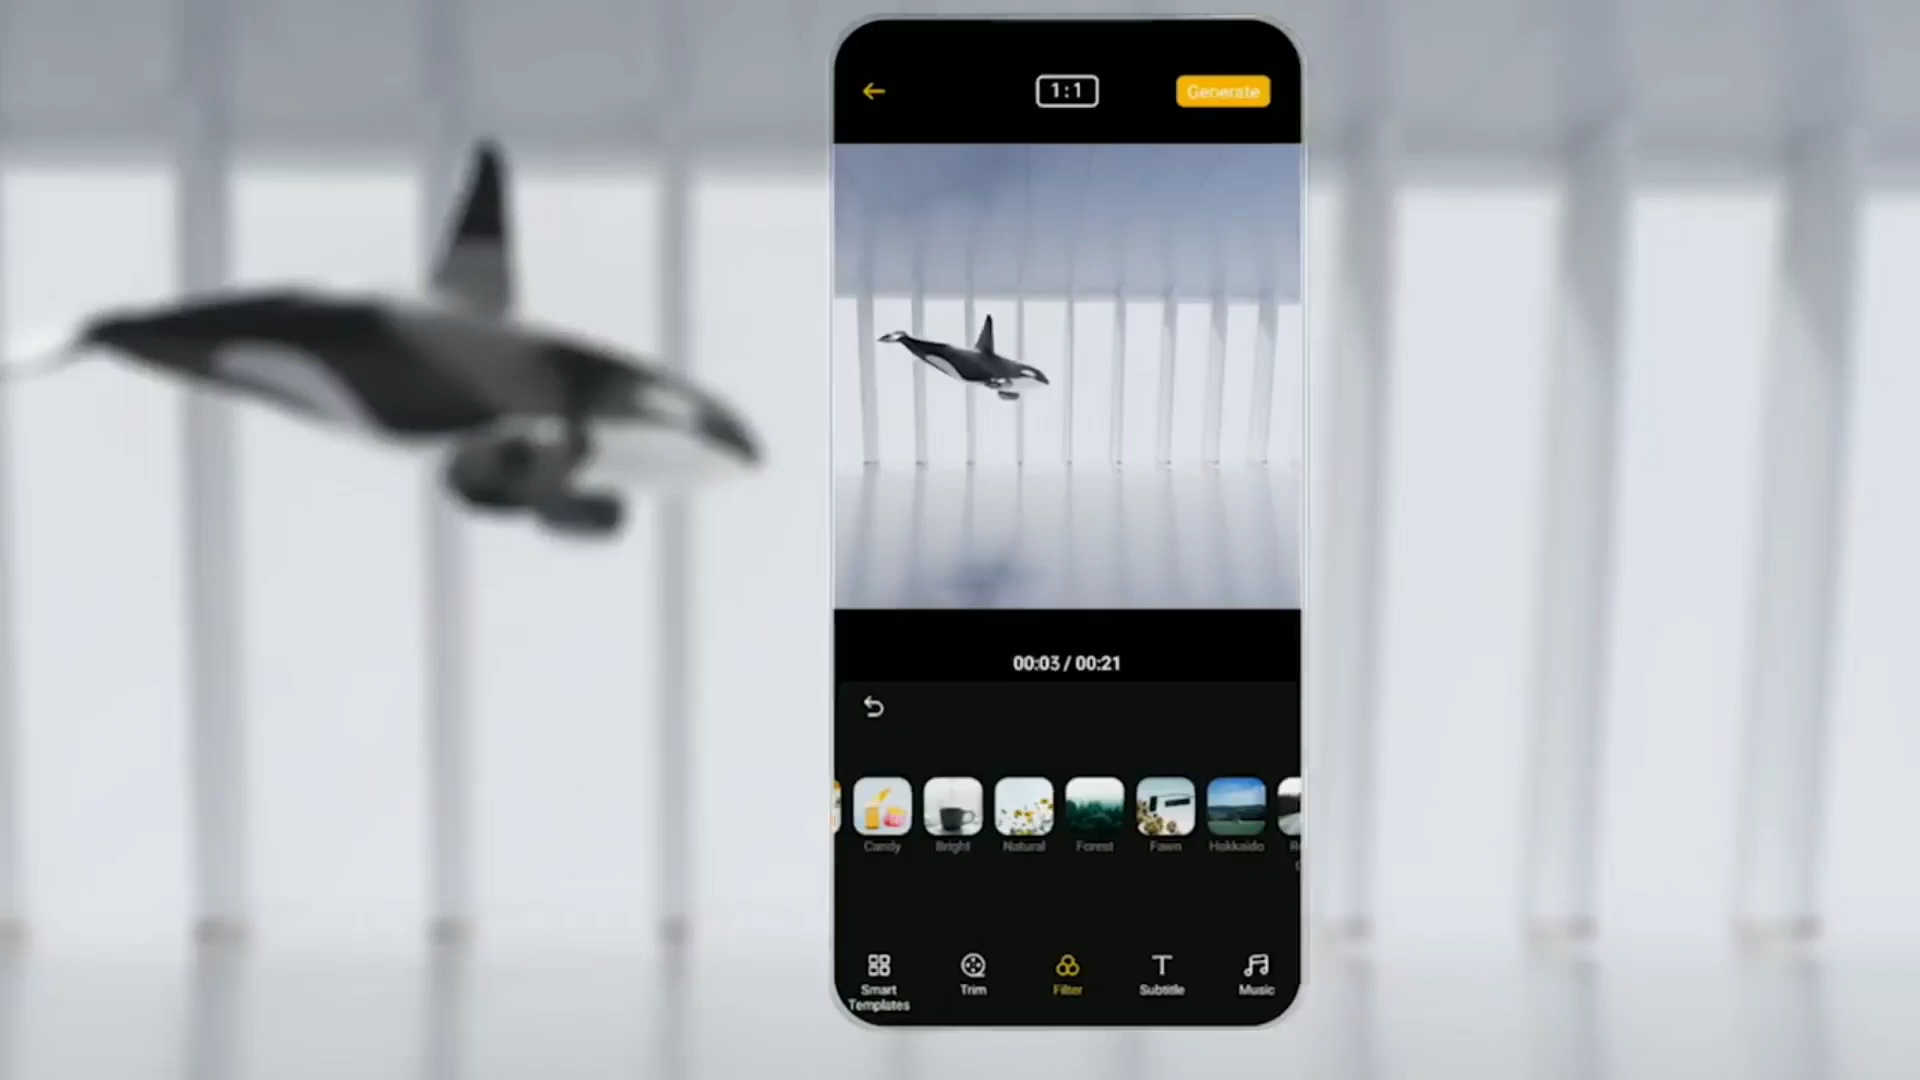 1:1
Generate
00:03 / 00:21
Candy
Bright
Natural
Forest
Fawn
Hokkaido
Smart
Templates
Trim
Filter
Subtitle
Music